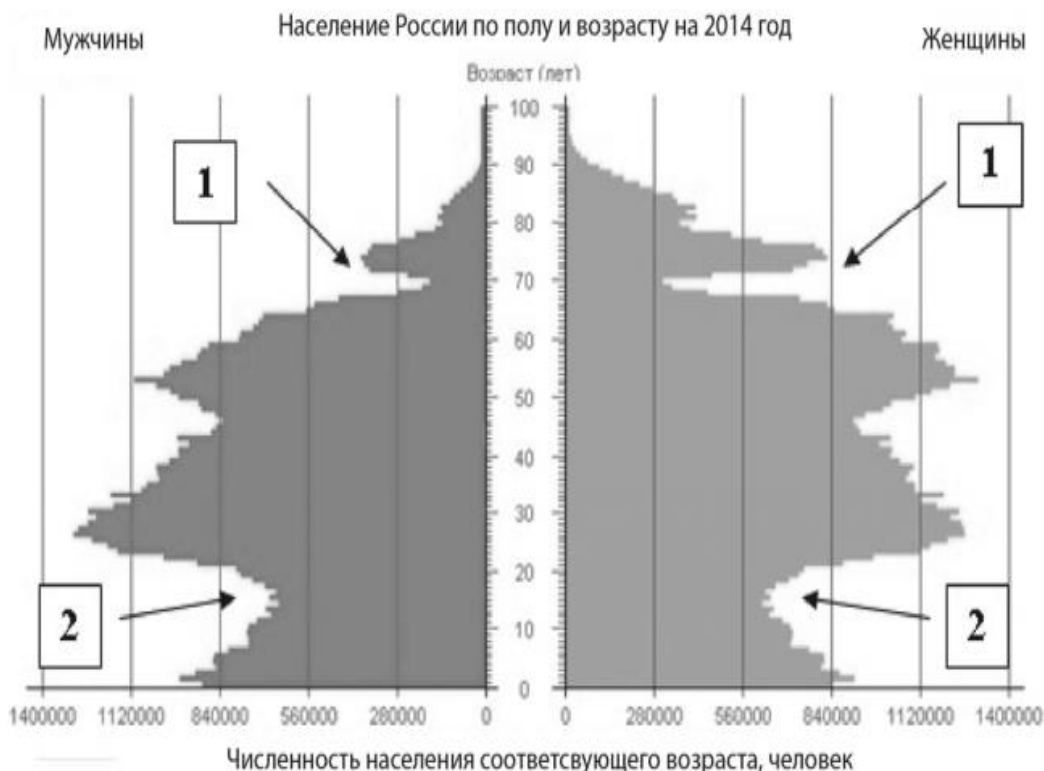 Население России по полу и возрасту на 2014 год
Мужчины
Женщины
Возраст (лет)
100
90
80
70
60
50
40
30
20
10
0
1
1
2
2
1400000 1120000 840000 560000 280000 0 0 280000 560000 840000 1120000 1400000
Численность населения соответсвующего возраста, человек